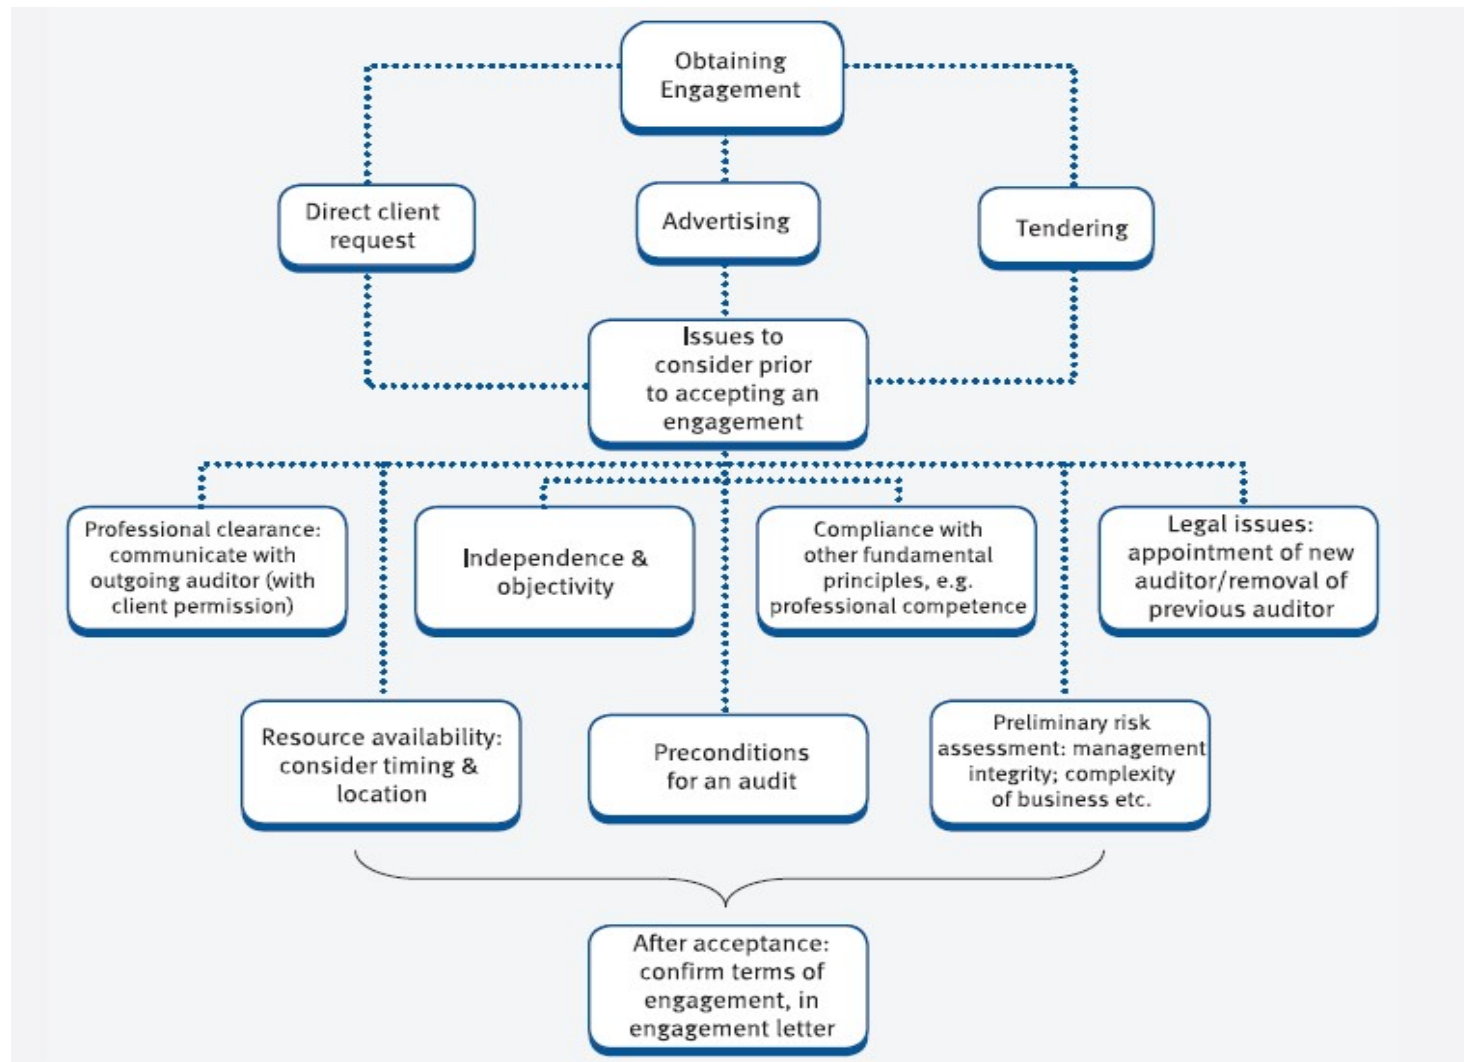 Obtaining
Engagement
Direct client
request
Advertising
Tendering
Issues to
consider prior
to accepting an
engagement
Professional clearance:
communicate with
outgoing auditor (with
client permission)
Independence &
objectivity
Compliance with
other fundamental
principles, e.g.
professional competence
Legal issues:
appointment of new
auditor/removal of
previous auditor
Resource availability:
consider timing &
location
Preconditions
for an audit
Preliminary risk
assessment: management
integrity; complexity
of business etc.
After acceptance:
confirm terms of
engagement, in
engagement letter